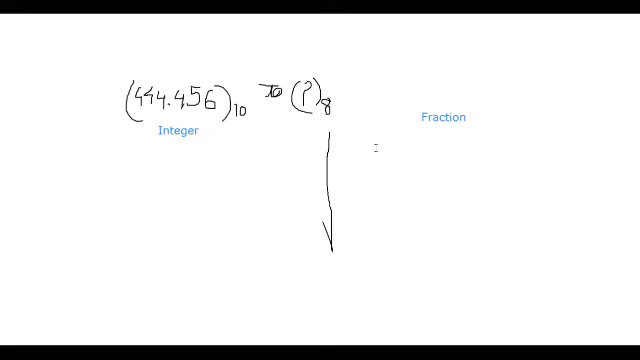 (444.456)10 To (?)8
Integer
Fraction
=